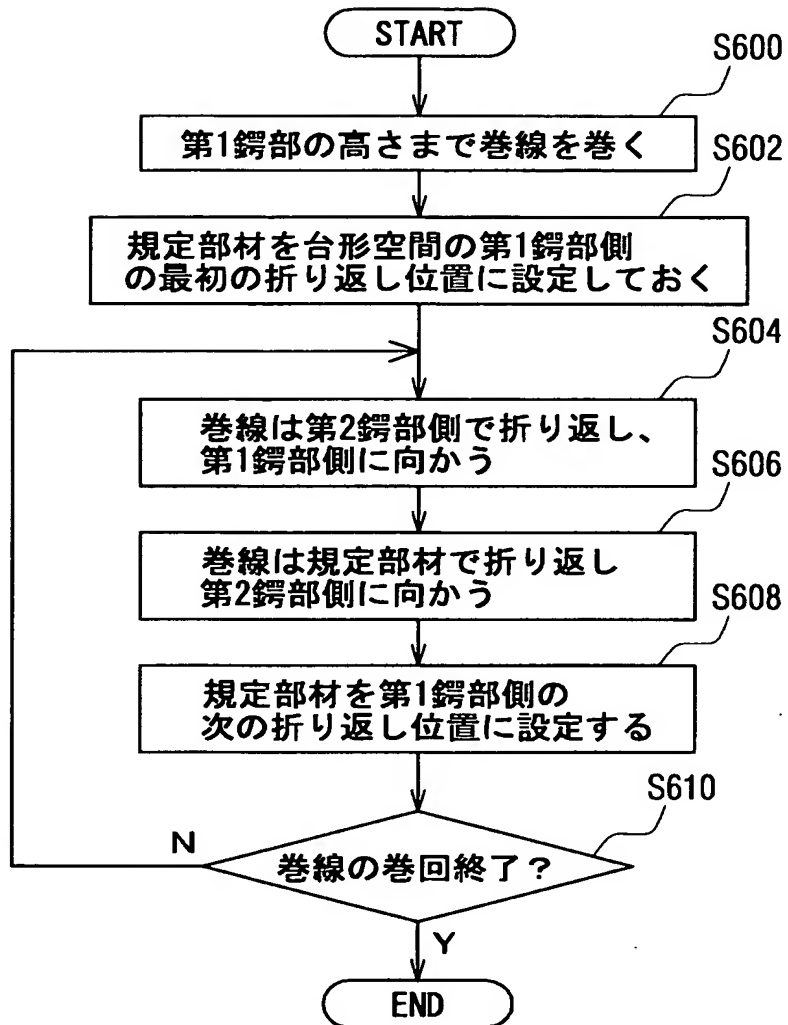 START
S600
第1鍔部の高さまで巻線を巻く
S602
規定部材を台形空間の第1鍔部側
の最初の折り返し位置に設定しておく
S604
巻線は第2鍔部側で折り返し、
第1鍔部側に向かう
S606
巻線は規定部材で折り返し
第2鍔部側に向かう
S608
規定部材を第1鍔部側の
次の折り返し位置に設定する
S610
N
巻線の巻回終了?
Y
END